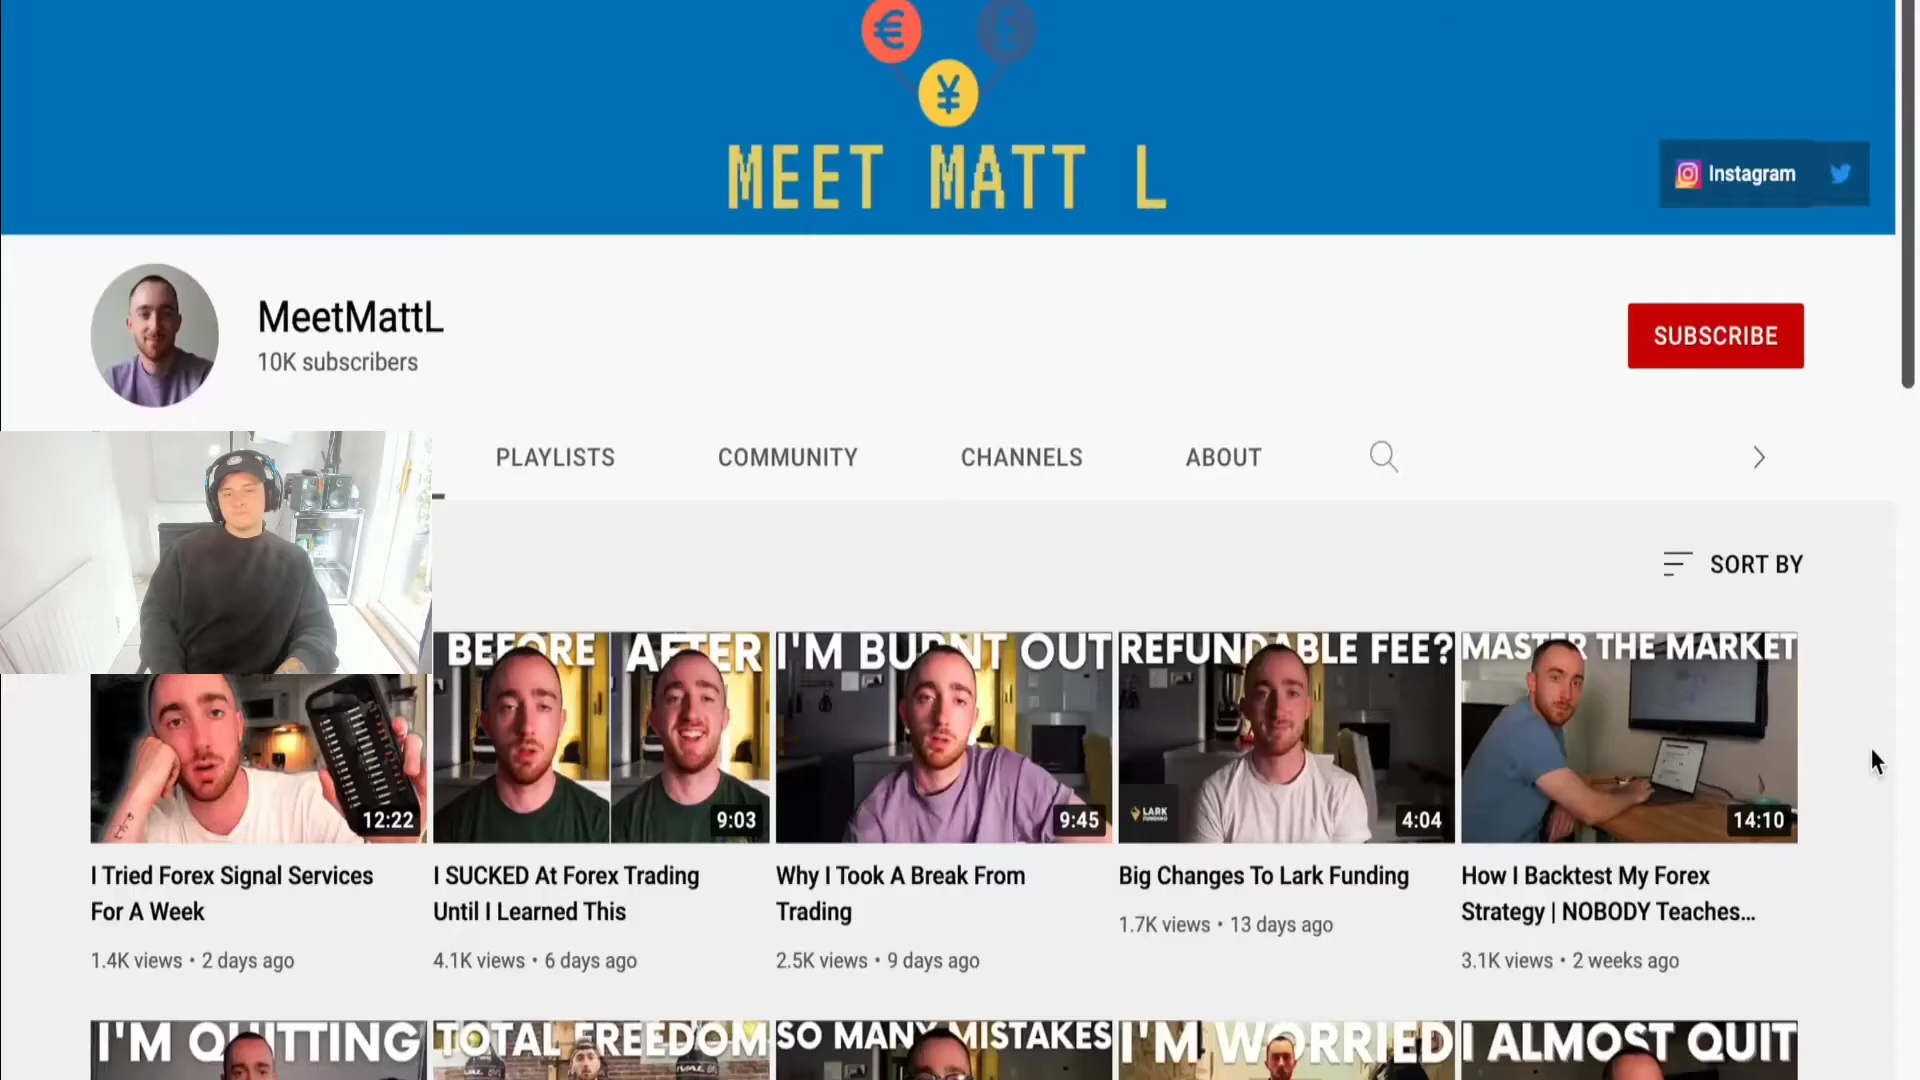 €
£
¥
MEET MATT L
Instagram
MeetMattL
10K subscribers
SUBSCRIBE
PLAYLISTS
COMMUNITY
CHANNELS
ABOUT
SORT BY
BEFORE
AFTER
I'M BURNT OUT
REFUNDABLE FEE?
MASTER THE MARKET
LARK
FUNDING
12:22
9:03
9:45
4:04
14:10
I Tried Forex Signal Services
For A Week
1.4K views • 2 days ago
I SUCKED At Forex Trading
Until I Learned This
4.1K views • 6 days ago
Why I Took A Break From
Trading
2.5K views • 9 days ago
Big Changes To Lark Funding
1.7K views • 13 days ago
How I Backtest My Forex
Strategy | NOBODY Teaches...
3.1K views • 2 weeks ago
I'M QUITTING
TOTAL FREEDOM
SO MANY MISTAKES
I'M WORRIED
I ALMOST QUIT